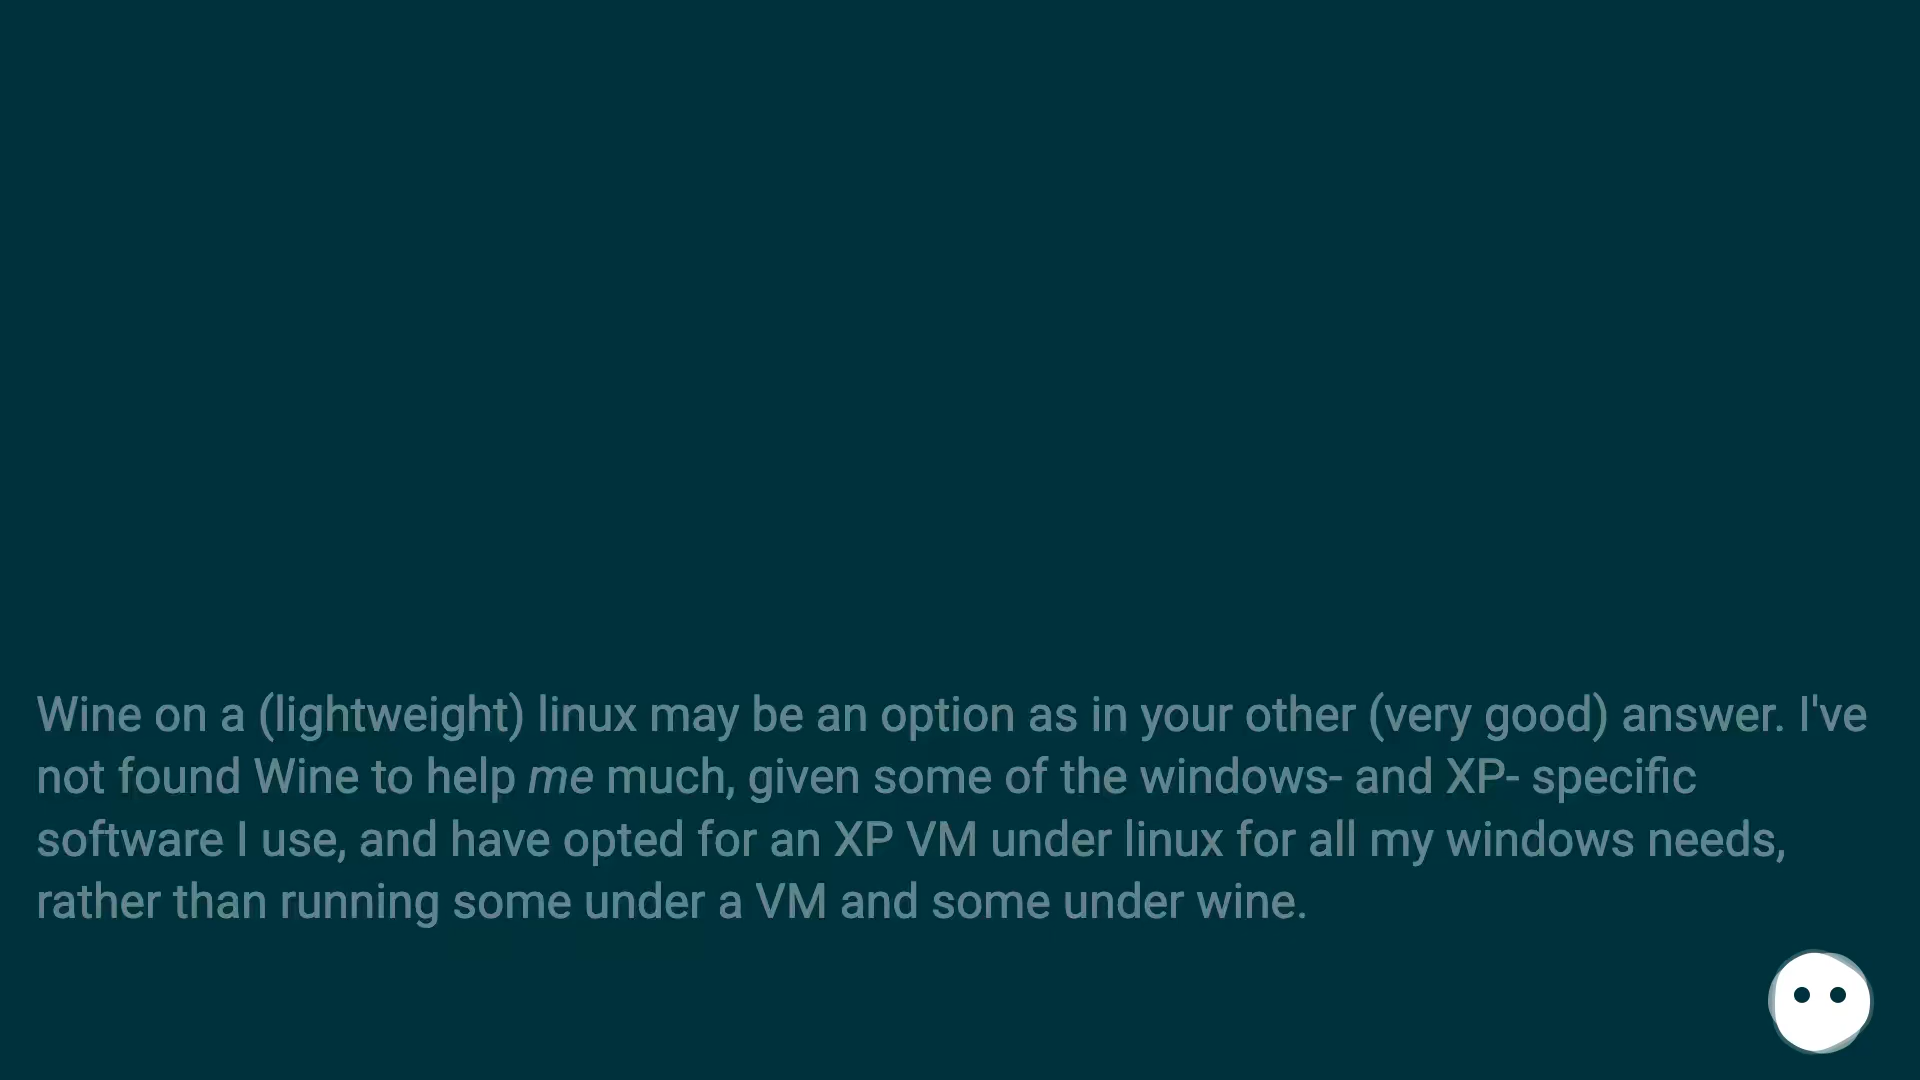 Wine on a (lightweight) linux may be an option as in your other (very good) answer. I've
not found Wine to help me much, given some of the windows- and XP- specific
software I use, and have opted for an XP VM under linux for all my windows needs,
rather than running some under a VM and some under wine.